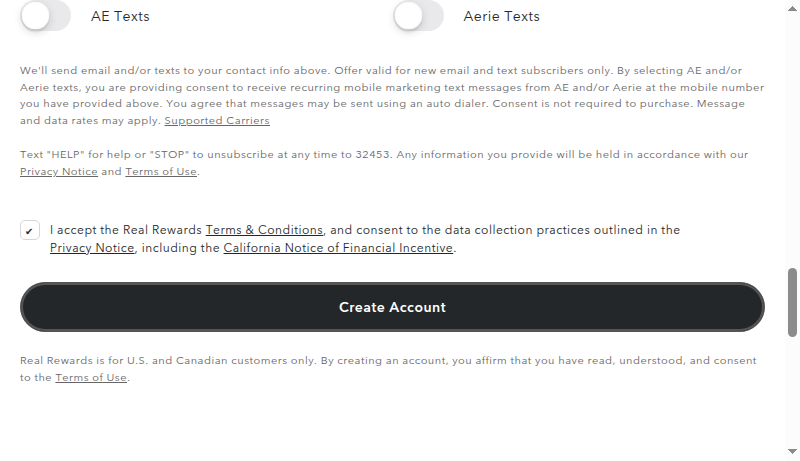 AE Texts
Aerie Texts
We'll send email and/or texts to your contact info above. Offer valid for new email and text subscribers only. By selecting AE and/or
Aerie texts, you are providing consent to receive recurring mobile marketing text messages from AE and/or Aerie at the mobile number
you have provided above. You agree that messages may be sent using an auto dialer. Consent is not required to purchase. Message
and data rates may apply. Supported Carriers
Text "HELP" for help or "STOP" to unsubscribe at any time to 32453. Any information you provide will be held in accordance with our
Privacy Notice and Terms of Use.
I accept the Real Rewards Terms & Conditions, and consent to the data collection practices outlined in the
Privacy Notice, including the California Notice of Financial Incentive.
Create Account
Real Rewards is for U.S. and Canadian customers only. By creating an account, you affirm that you have read, understood, and consent
to the Terms of Use.